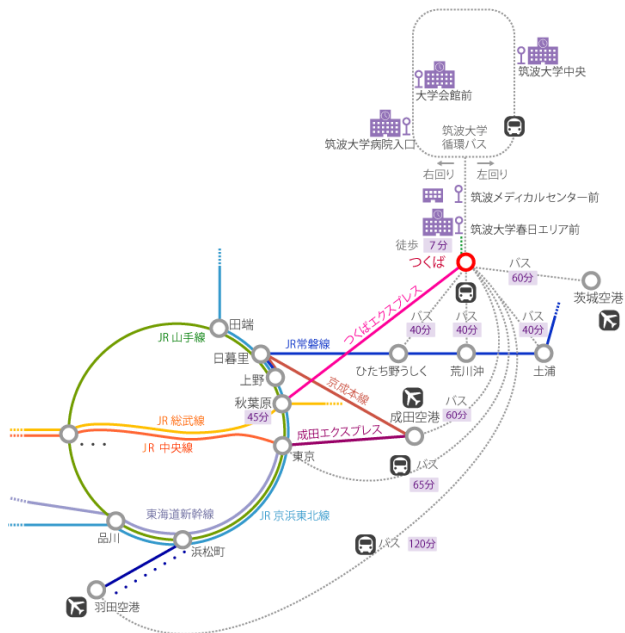 筑波大学中央
大学会館前
筑波大学病院入口
筑波大学
循環バス
右回り
左回り
筑波メディカルセンター前
筑波大学春日エリア前
徒歩 7分
つくば
バス
60分
茨城空港
つくばエクスプレス
バス
40分
バス
40分
バス
40分
田端
JR山手線
日暮里
JR常磐線
ひたち野うしく
荒川沖
土浦
上野
京成本線
秋葉原
45分
成田空港
バス
60分
JR 総武線
JR 中央線
成田エクスプレス
東京
バス
65分
東海道新幹線
JR 京浜東北線
品川
浜松町
バス
120分
羽田空港